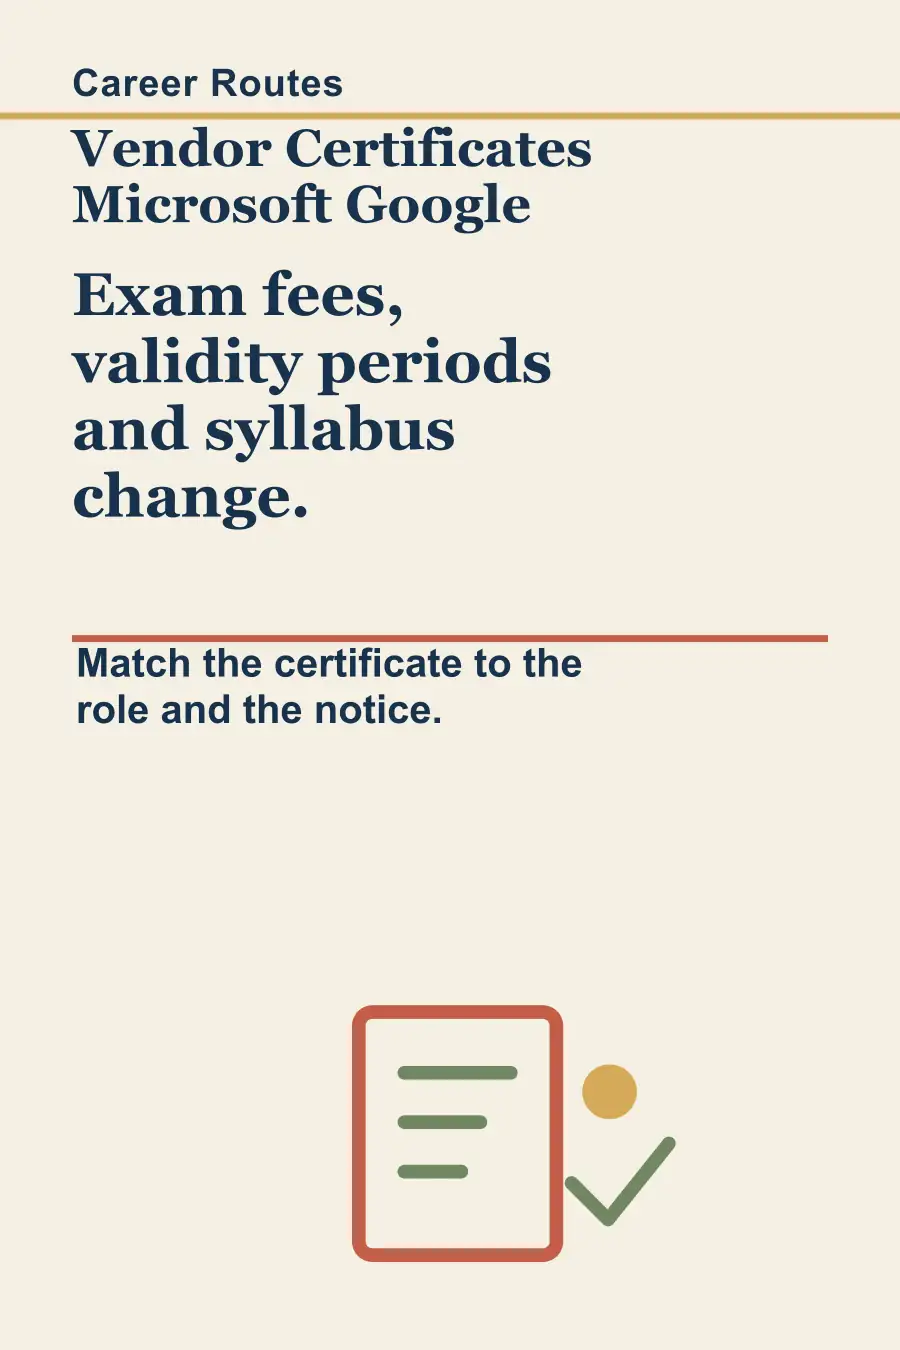 Career Routes
Vendor Certificates
Microsoft Google
Exam fees,
validity periods
and syllabus
change.
Match the certificate to the
role and the notice.